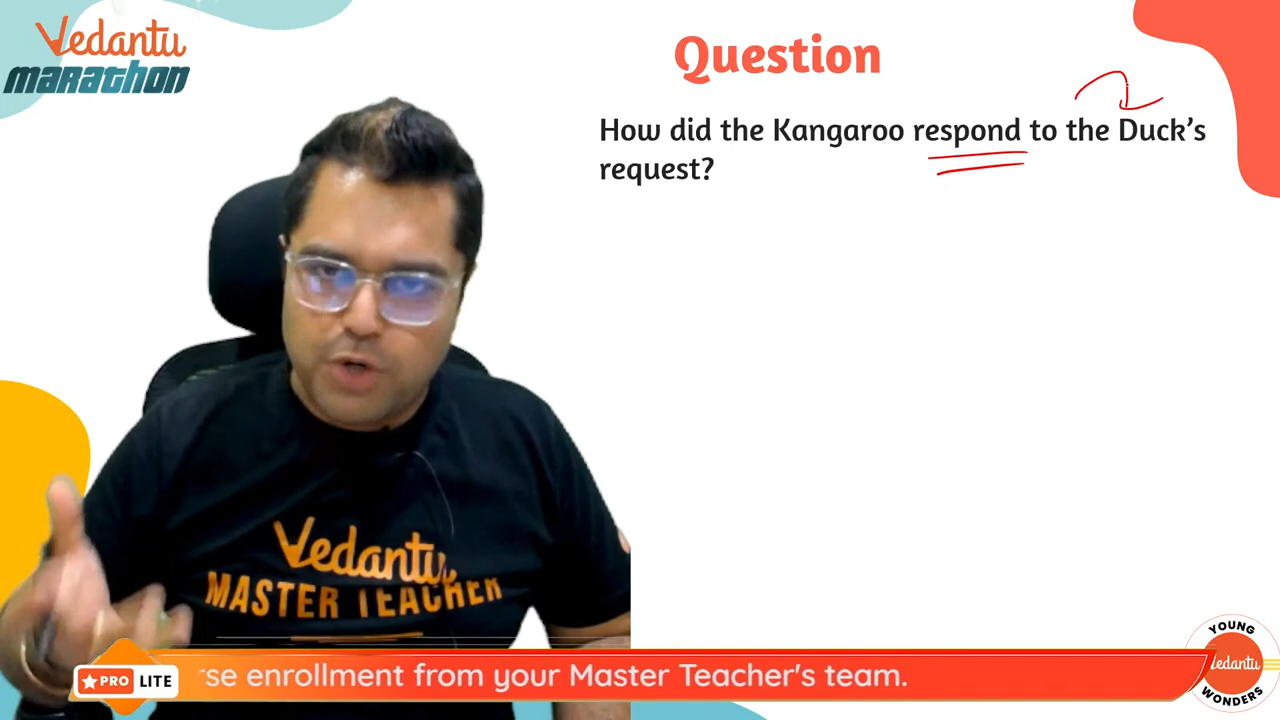 Vedantu
marathon
Question
How did the Kangaroo respond to the Duck's
request?
Vedantu
MASTER TEACHER
PRO LITE
se enrollment from your Master Teacher's team.
YOUNG
Vedantu
WONDERS